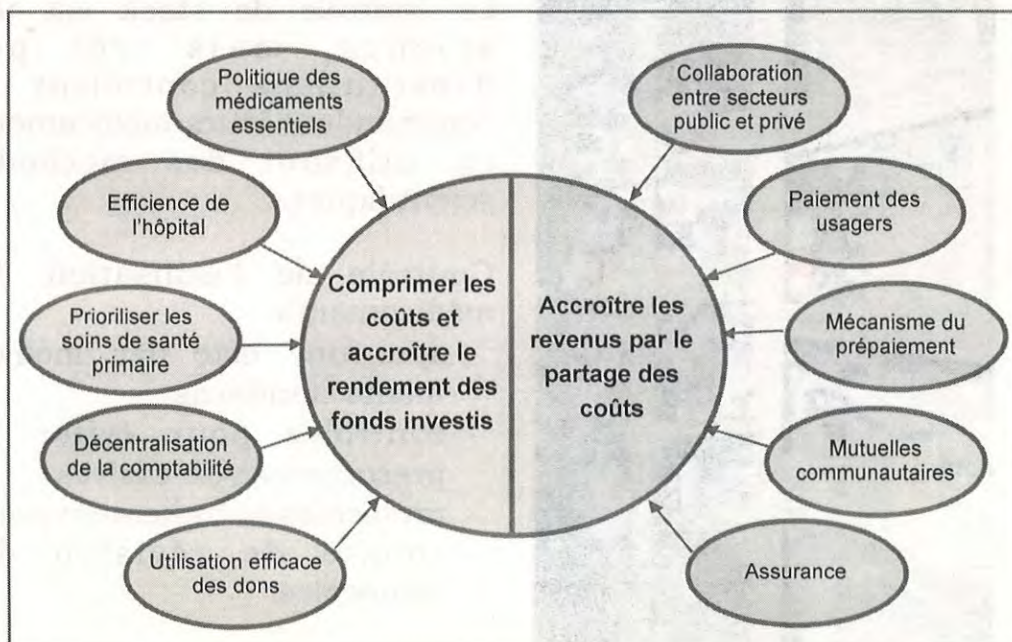 Politique des
médicaments
essentiels
Efficience de
l'hôpital
Prioriliser les
soins de santé
primaire
Décentralisation
de la comptabilité
Utilisation efficace
des dons
Comprimer les
coûts et
accroître le
rendement des
fonds investis
Accroître les
revenus par le
partage des
coûts
Collaboration
entre secteurs
public et privé
Paiement des
usagers
Mécanisme du
prépaiement
Mutuelles
communautaires
Assurance